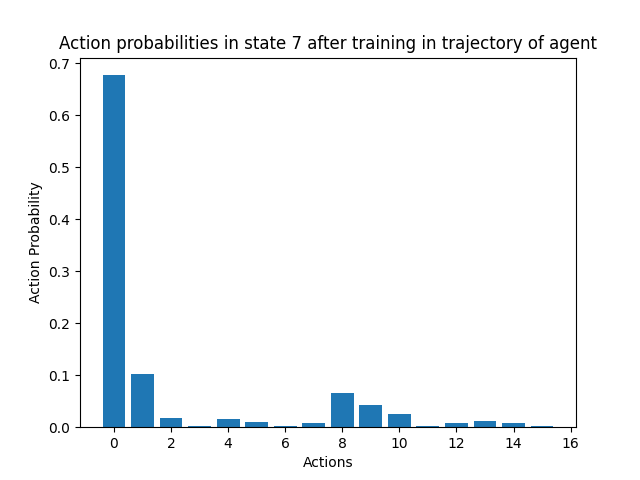 Action probabilities in state 7 after training in trajectory of agent
0.7
0.6
0.5
0.4
0.3
0.2
0.1
0.0
Action Probability
0 2 4 6 8 10 12 14 16
Actions